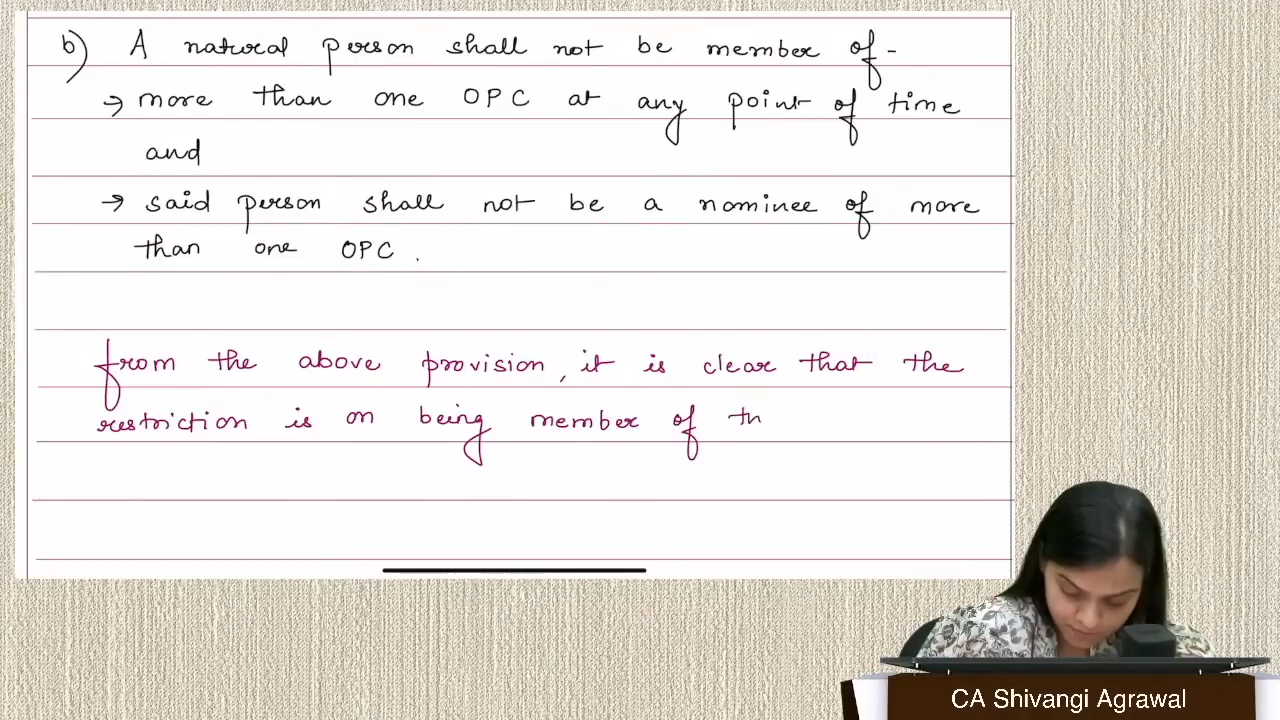 b) A natural person shall not be member of -
→ more than one OPC at any point of time
and
→ said person shall not be a nominee of more
than one OPC .
from the above provision, it is clear that the
restriction is on being member of th
CA Shivangi Agrawal